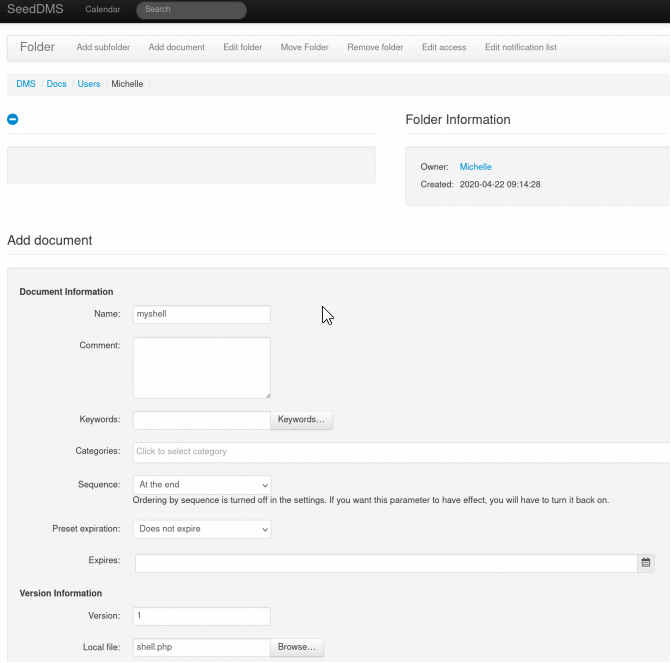 SeedDMS Calendar Search
Folder Add subfolder Add document Edit folder Move Folder Remove folder Edit access Edit notification list
DMS / Docs / Users / Michelle /
Folder Information
Owner: Michelle
Created: 2020-04-22 09:14:28
Add document
Document Information
Name: myshell
Comment:
Keywords: Keywords...
Categories: Click to select category
Sequence: At the end
Ordering by sequence is turned off in the settings. If you want this parameter to have effect, you will have to turn it back on.
Preset expiration: Does not expire
Expires:
Version Information
Version: 1
Local file: shell.php Browse...